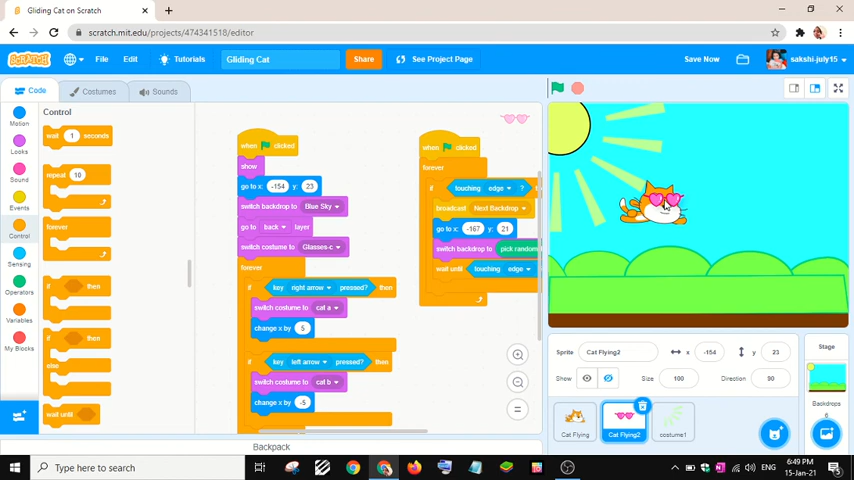 Gliding Cat on Scratch
scratch.mit.edu/projects/474341518/editor
SCRATCH
File
Edit
Tutorials
Gliding Cat
Share
See Project Page
Save Now
sakshi-july15
Code
Costumes
Sounds
Motion
Looks
Sound
Events
Control
Sensing
Operators
Variables
My Blocks
Control
wait 1 seconds
repeat 10
forever
if then
if then
else
wait until
when clicked
show
go to x: -154 y: 23
switch backdrop to Blue Sky
go to back layer
switch costume to Glasses-c
forever
if key right arrow pressed? then
switch costume to cat a
change x by 5
if key left arrow pressed? then
switch costume to cat b
change x by -5
when clicked
forever
if touching edge ?
broadcast Next Backdrop
go to x: -167 y: 21
switch backdrop to pick random
wait until touching edge
Backpack
Sprite Cat Flying2 x -154 y 23
Show Size 100 Direction 90
Cat Flying
Cat Flying2
costume1
Stage
Backdrops
6
Type here to search
ENG
6:49 PM
15-Jan-21